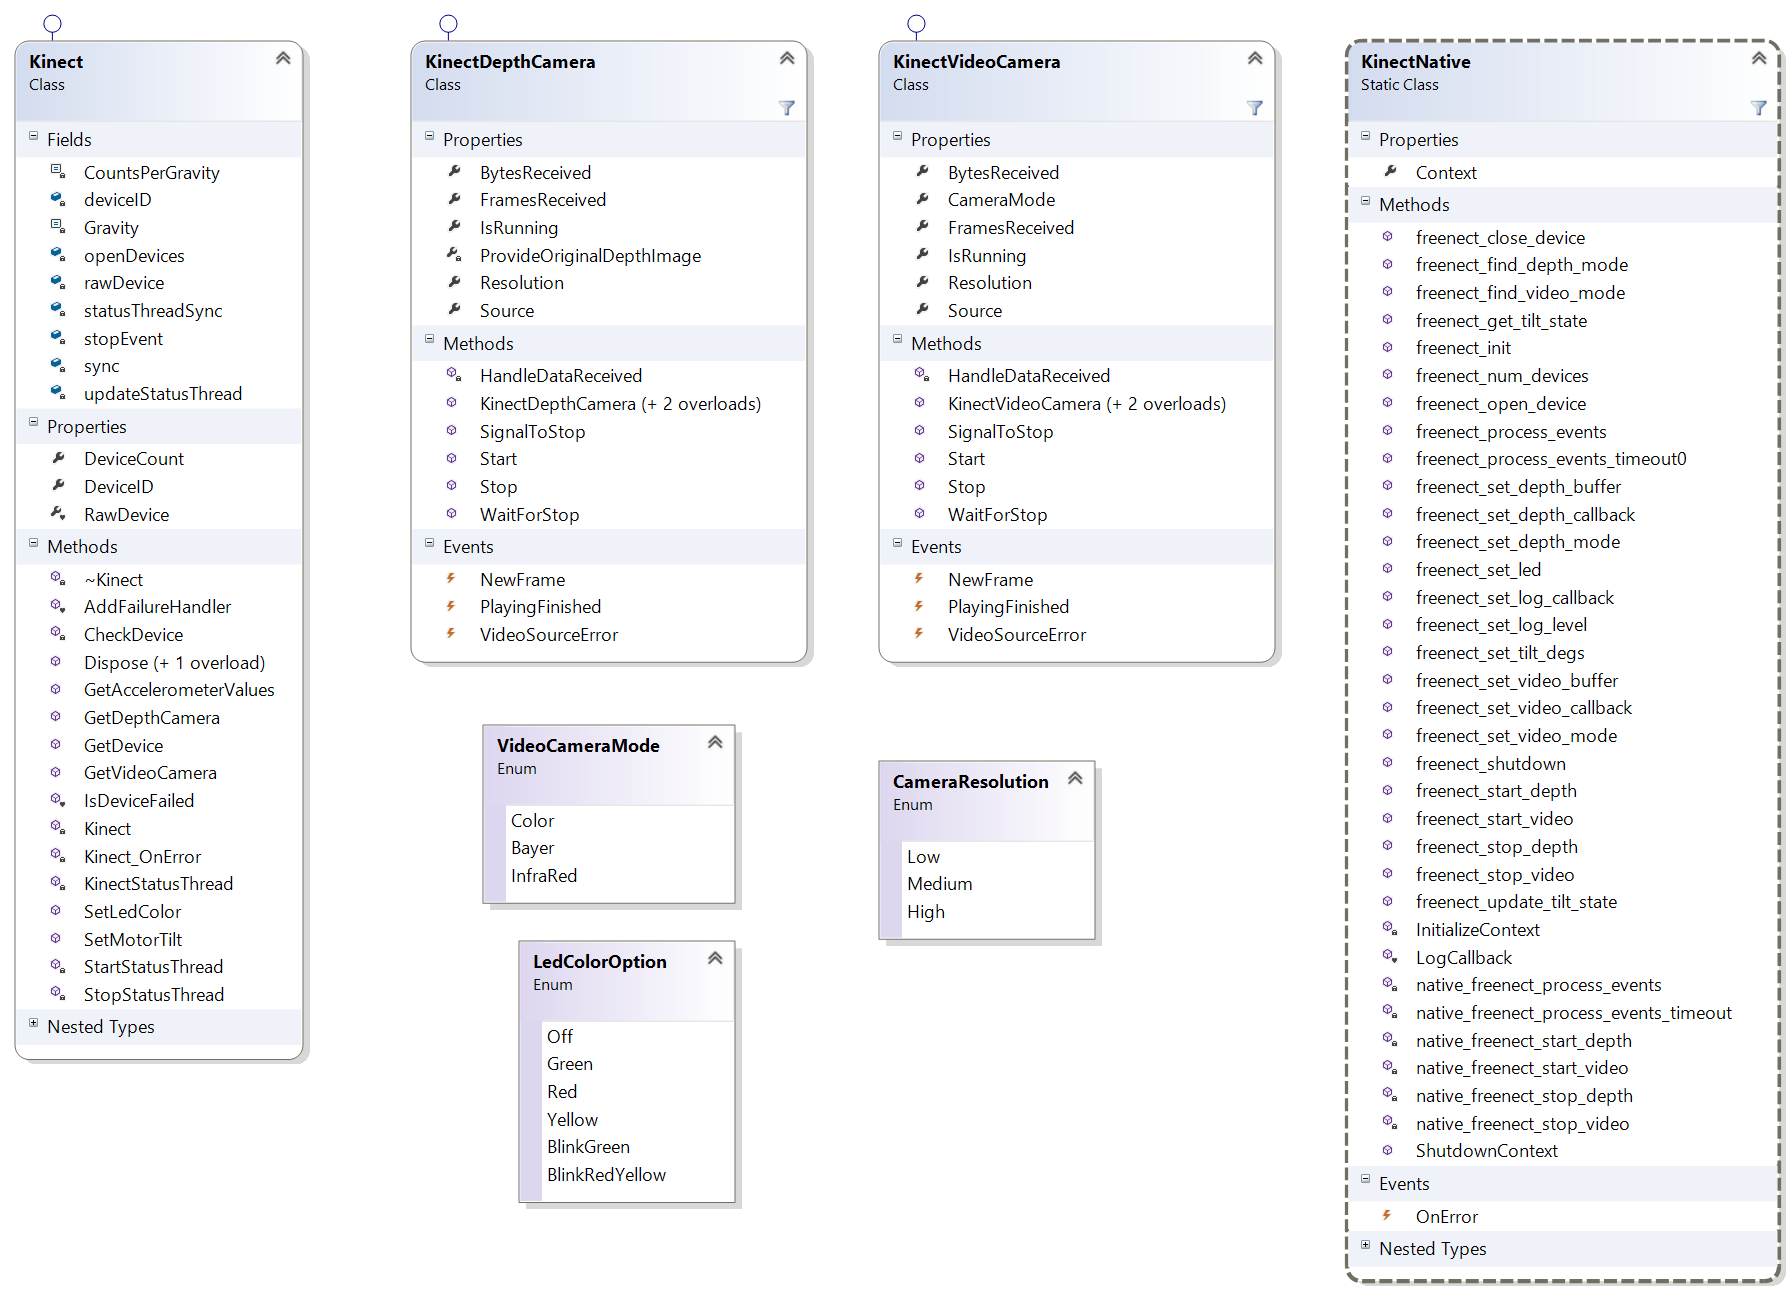 Kinect
Class
Fields
CountsPerGravity
deviceID
Gravity
openDevices
rawDevice
statusThreadSync
stopEvent
sync
updateStatusThread
Properties
DeviceCount
DeviceID
RawDevice
Methods
~Kinect
AddFailureHandler
CheckDevice
Dispose (+ 1 overload)
GetAccelerometerValues
GetDepthCamera
GetDevice
GetVideoCamera
IsDeviceFailed
Kinect
Kinect_OnError
KinectStatusThread
SetLedColor
SetMotorTilt
StartStatusThread
StopStatusThread
Nested Types
KinectDepthCamera
Class
Properties
BytesReceived
FramesReceived
IsRunning
ProvideOriginalDepthImage
Resolution
Source
Methods
HandleDataReceived
KinectDepthCamera (+ 2 overloads)
SignalToStop
Start
Stop
WaitForStop
Events
NewFrame
PlayingFinished
VideoSourceError
VideoCameraMode
Enum
Color
Bayer
InfraRed
LedColorOption
Enum
Off
Green
Red
Yellow
BlinkGreen
BlinkRedYellow
KinectVideoCamera
Class
Properties
BytesReceived
CameraMode
FramesReceived
IsRunning
Resolution
Source
Methods
HandleDataReceived
KinectVideoCamera (+ 2 overloads)
SignalToStop
Start
Stop
WaitForStop
Events
NewFrame
PlayingFinished
VideoSourceError
CameraResolution
Enum
Low
Medium
High
KinectNative
Static Class
Properties
Context
Methods
freenect_close_device
freenect_find_depth_mode
freenect_find_video_mode
freenect_get_tilt_state
freenect_init
freenect_num_devices
freenect_open_device
freenect_process_events
freenect_process_events_timeout0
freenect_set_depth_buffer
freenect_set_depth_callback
freenect_set_depth_mode
freenect_set_led
freenect_set_log_callback
freenect_set_log_level
freenect_set_tilt_degs
freenect_set_video_buffer
freenect_set_video_callback
freenect_set_video_mode
freenect_shutdown
freenect_start_depth
freenect_start_video
freenect_stop_depth
freenect_stop_video
freenect_update_tilt_state
InitializeContext
LogCallback
native_freenect_process_events
native_freenect_process_events_timeout
native_freenect_start_depth
native_freenect_start_video
native_freenect_stop_depth
native_freenect_stop_video
ShutdownContext
Events
OnError
Nested Types